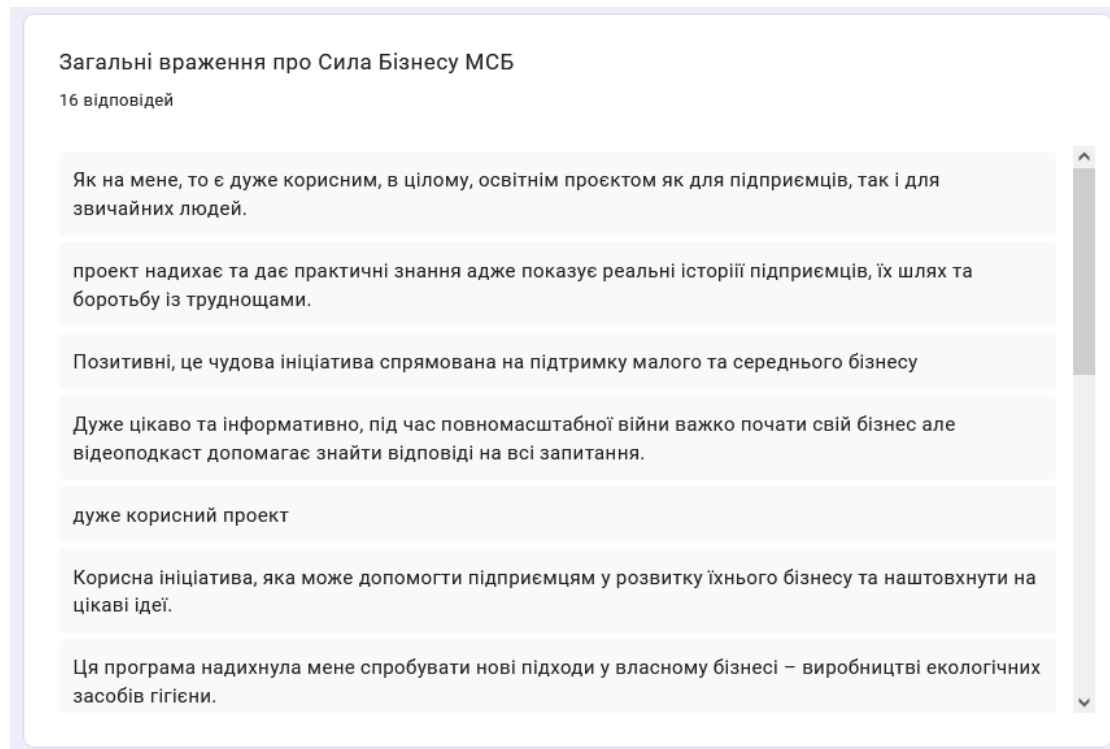 Загальні враження про Сила Бізнесу МСБ
16 відповідей
Як на мене, то є дуже корисним, в цілому, освітнім проєктом як для підприємців, так і для
звичайних людей.
проект надихає та дає практичні знання адже показує реальні історіїї підприємців, їх шлях та
боротьбу із труднощами.
Позитивні, це чудова ініціатива спрямована на підтримку малого та середнього бізнесу
Дуже цікаво та інформативно, під час повномасштабної війни важко почати свій бізнес але
відеоподкаст допомагає знайти відповіді на всі запитання.
дуже корисний проект
Корисна ініціатива, яка може допомогти підприємцям у розвитку їхнього бізнесу та наштовхнути на
цікаві ідеї.
Ця програма надихнула мене спробувати нові підходи у власному бізнесі – виробництві екологічних
засобів гігієни.